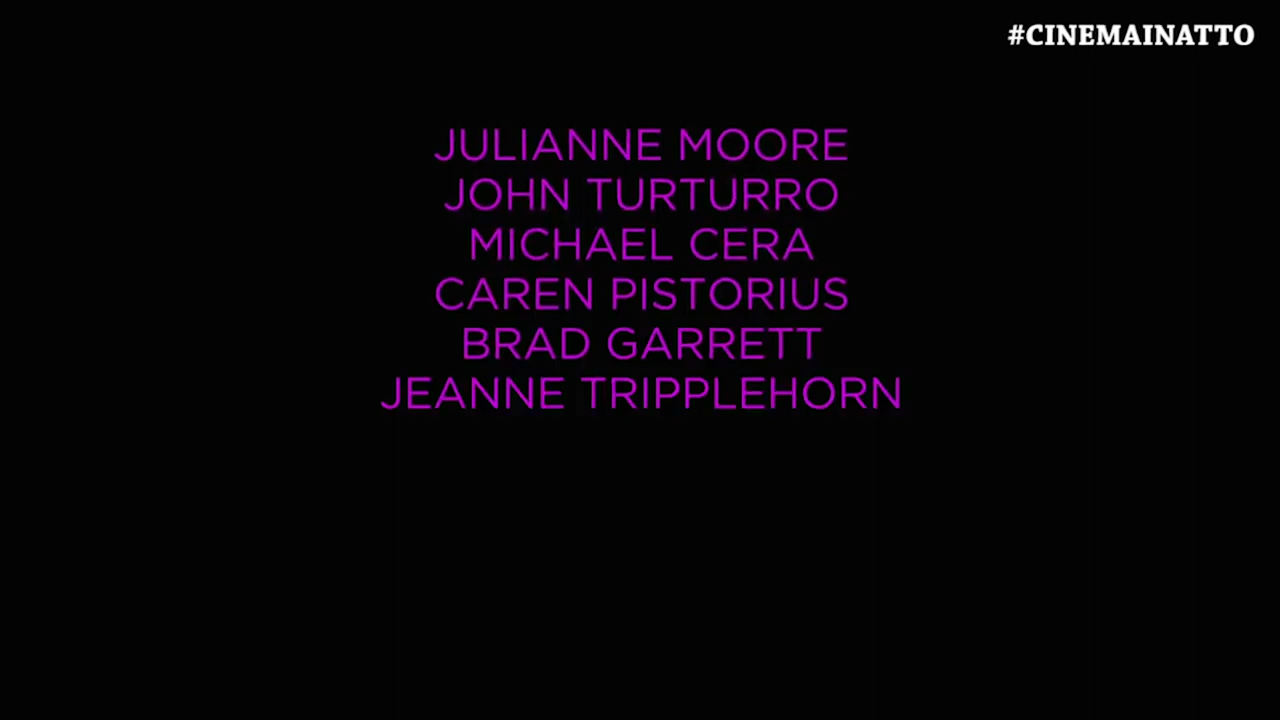 #CINEMAINATTO
JULIANNE MOORE
JOHN TURTURRO
MICHAEL CERA
CAREN PISTORIUS
BRAD GARRETT
JEANNE TRIPPLEHORN